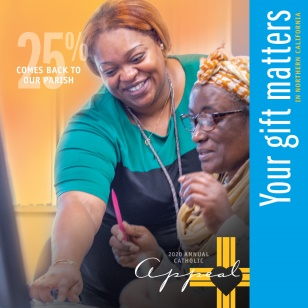 25%
COMES BACK TO
OUR PARISH
Your gift matters
IN NORTHERN CALIFORNIA
2020 ANNUAL
CATHOLIC
Appeal